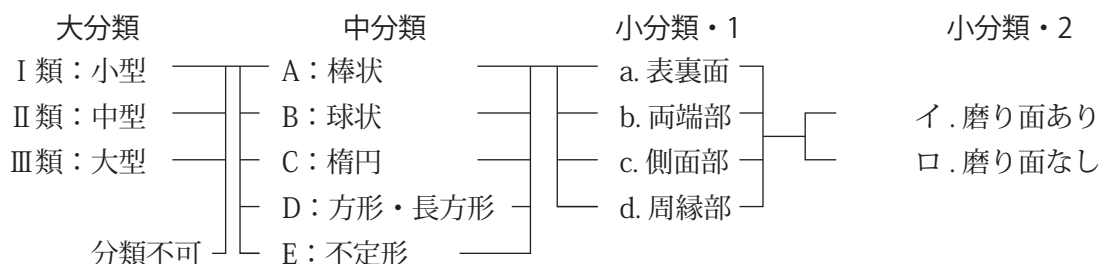 大分類 中分類 小分類・1 小分類・2
Ⅰ類：小型 A：棒状 a. 表裏面
Ⅱ類：中型 B：球状 b. 両端部 イ . 磨り面あり
Ⅲ類：大型 C：楕円 c. 側面部 ロ . 磨り面なし
D：方形・長方形 d. 周縁部
分類不可 E：不定形